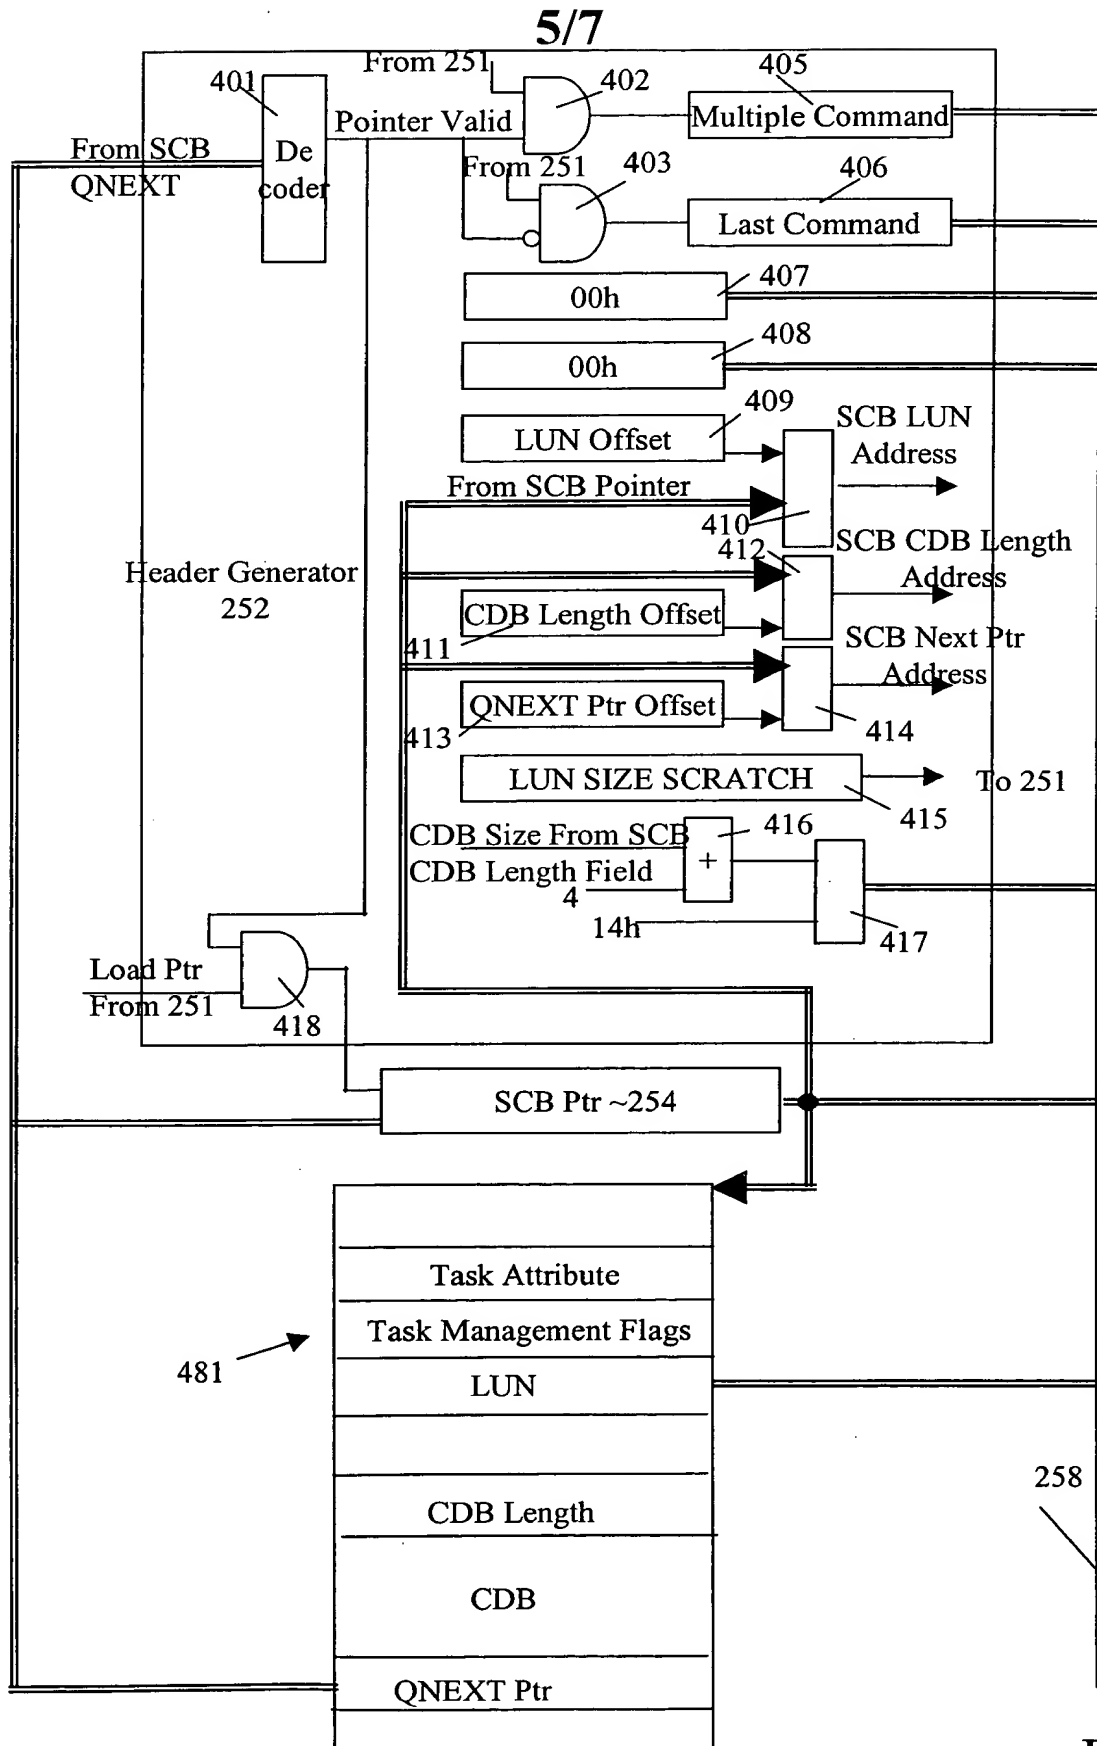 5/7
From 251
401
402
405
Pointer Valid
Multiple Command
From SCB
QNEXT
De
coder
From 251
403
406
Last Command
407
00h
408
00h
409
LUN Offset
SCB LUN
Address
From SCB Pointer
410
412
SCB CDB Length
Address
Header Generator
252
CDB Length Offset
411
SCB Next Ptr
Address
QNEXT Ptr Offset
413
414
LUN SIZE SCRATCH
To 251
415
CDB Size From SCB
416
CDB Length Field
+
4
14h
417
Load Ptr
From 251
418
SCB Ptr ~254
Task Attribute
Task Management Flags
481
LUN
258
CDB Length
CDB
QNEXT Ptr